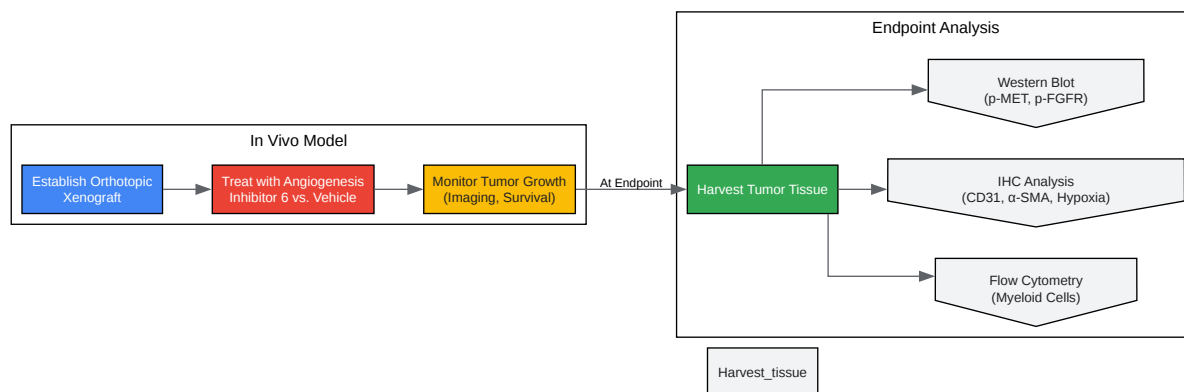 Endpoint Analysis
Western Blot
(p-MET, p-FGFR)
In Vivo Model
Establish Orthotopic
Xenograft
Treat with Angiogenesis
Inhibitor 6 vs. Vehicle
Monitor Tumor Growth
(Imaging, Survival)
At Endpoint
Harvest Tumor Tissue
IHC Analysis
(CD31, α-SMA, Hypoxia)
Flow Cytometry
(Myeloid Cells)
Harvest_tissue